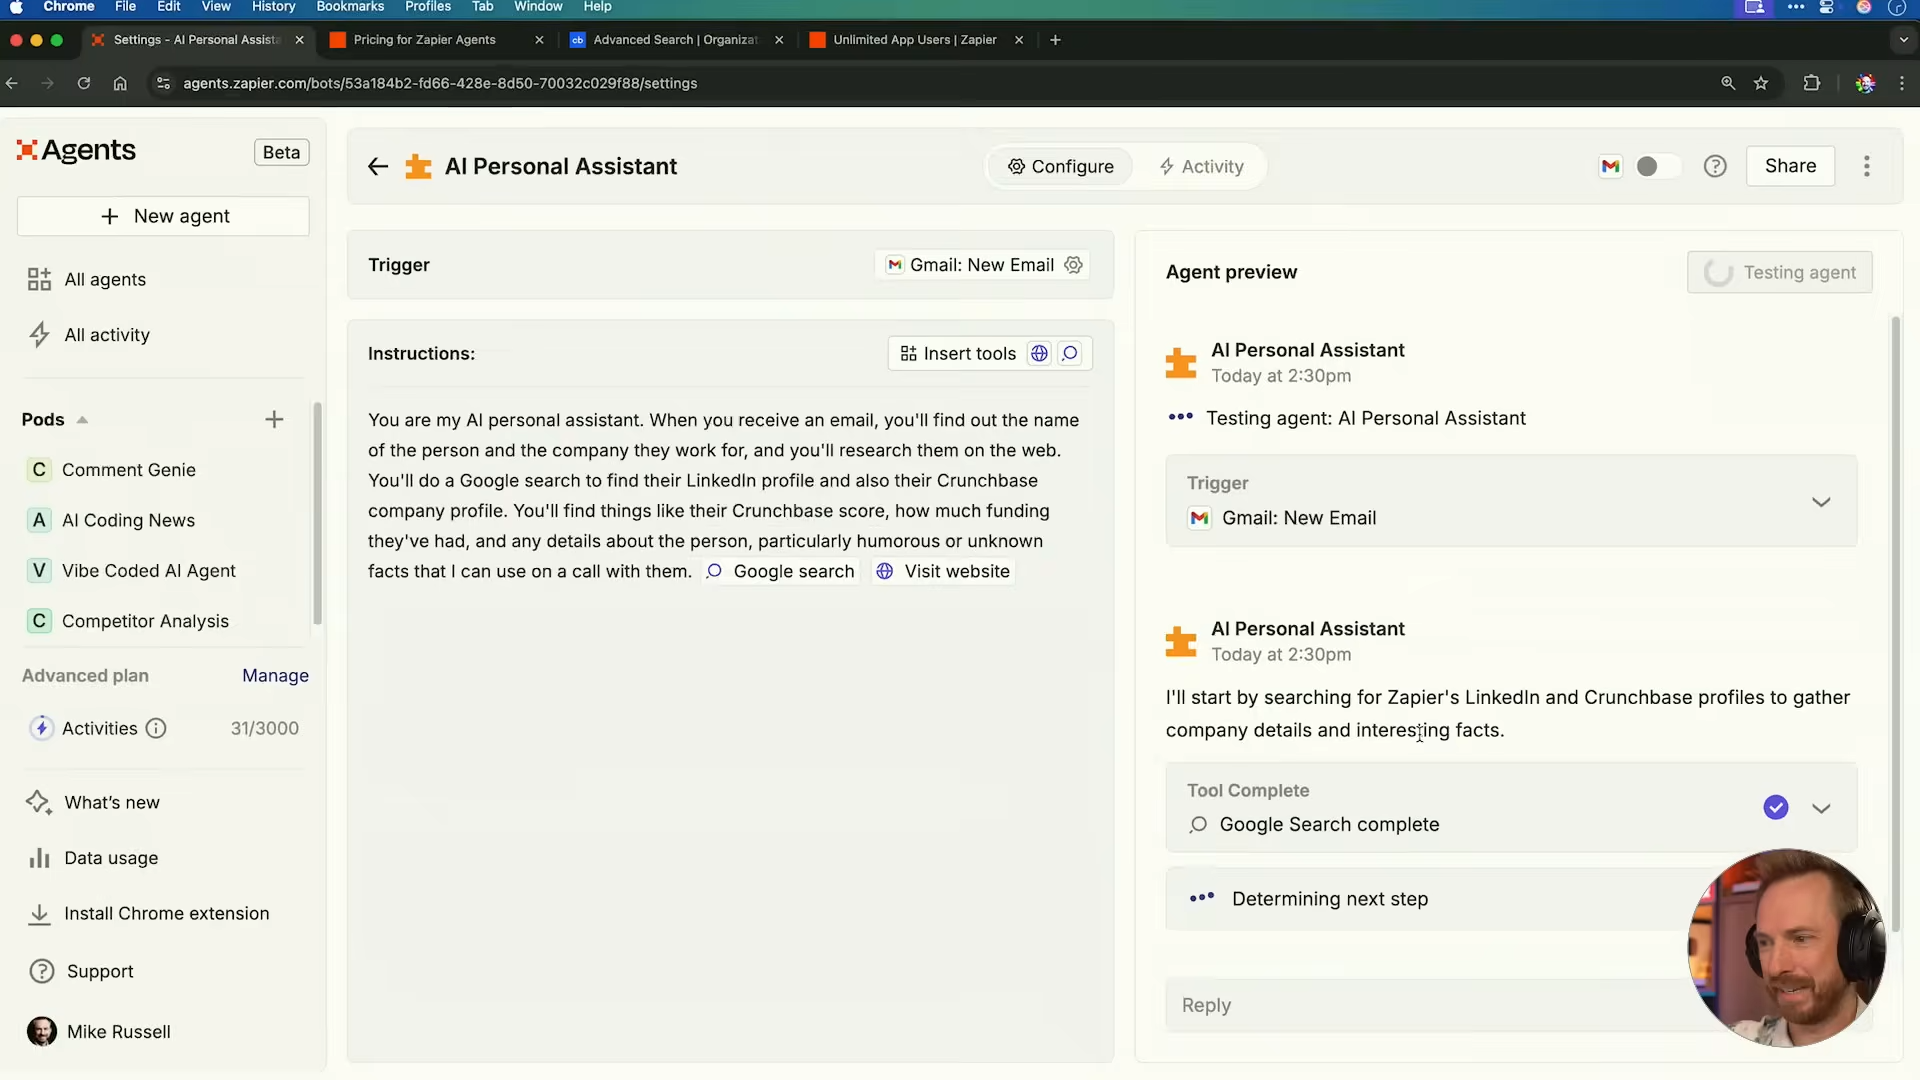 Chrome File Edit View History Bookmarks Profiles Tab Window Help
Settings - AI Personal Assista
Pricing for Zapier Agents
cb Advanced Search | Organizat
Unlimited App Users | Zapier
agents.zapier.com/bots/53a184b2-fd66-428e-8d50-70032c029f88/settings
Agents
Beta
+ New agent
All agents
All activity
Pods
C Comment Genie
A AI Coding News
V Vibe Coded AI Agent
C Competitor Analysis
Advanced plan
Manage
Activities
31/3000
What's new
Data usage
Install Chrome extension
Support
Mike Russell
AI Personal Assistant
Configure
Activity
Share
Trigger
Gmail: New Email
Instructions:
Insert tools
You are my AI personal assistant. When you receive an email, you'll find out the name
of the person and the company they work for, and you'll research them on the web.
You'll do a Google search to find their LinkedIn profile and also their Crunchbase
company profile. You'll find things like their Crunchbase score, how much funding
they've had, and any details about the person, particularly humorous or unknown
facts that I can use on a call with them. Google search Visit website
Agent preview
Testing agent
AI Personal Assistant
Today at 2:30pm
Testing agent: AI Personal Assistant
Trigger
Gmail: New Email
AI Personal Assistant
Today at 2:30pm
I'll start by searching for Zapier's LinkedIn and Crunchbase profiles to gather
company details and interesting facts.
Tool Complete
Google Search complete
Determining next step
Reply